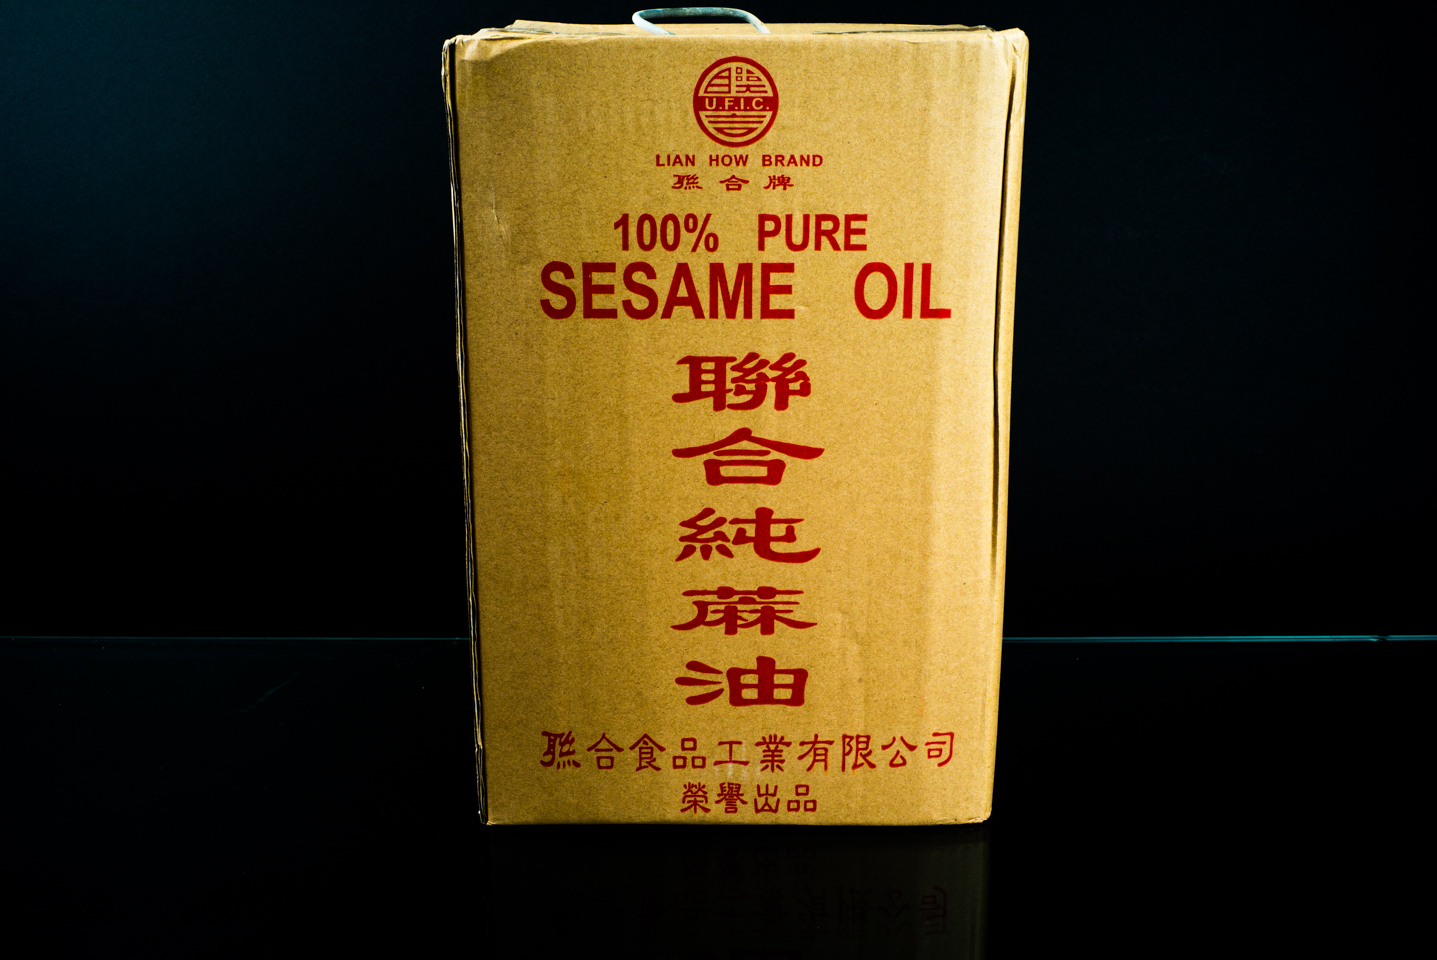 U.F.I.C.
LIAN HOW BRAND
聯合牌
100% PURE
SESAME OIL
聯
合
純
蔴
油
聯合食品工業有限公司
榮譽出品